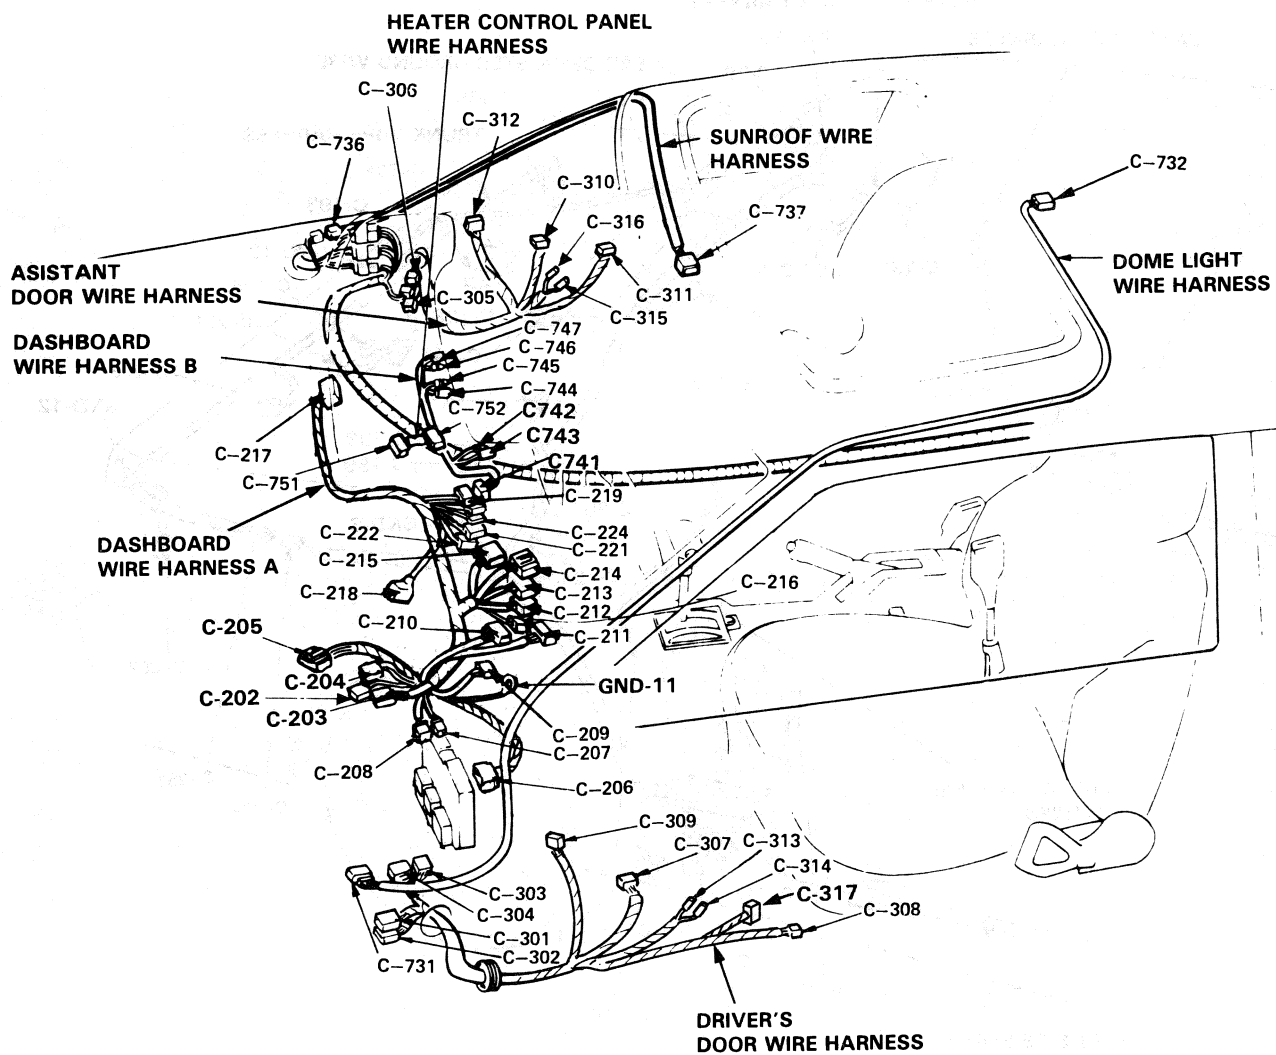 HEATER CONTROL PANEL
WIRE HARNESS
C-306
C-312
C-736
SUNROOF WIRE
HARNESS
C-732
C-310
C-316
C-737
ASISTANT
DOOR WIRE HARNESS
DOME LIGHT
WIRE HARNESS
C-305
C-311
C-315
C-747
DASHBOARD
WIRE HARNESS B
C-746
C-745
C-744
C-752
C742
C743
C-217
C741
C-751
C-219
DASHBOARD
WIRE HARNESS A
C-222
C-224
C-215
C-221
C-214
C-216
C-218
C-213
C-212
C-210
C-205
C-211
C-204
GND-11
C-202
C-203
C-209
C-207
C-208
C-206
C-309
C-307
C-313
C-314
C-317
C-303
C-308
C-304
C-301
C-302
C-731
DRIVER'S
DOOR WIRE HARNESS